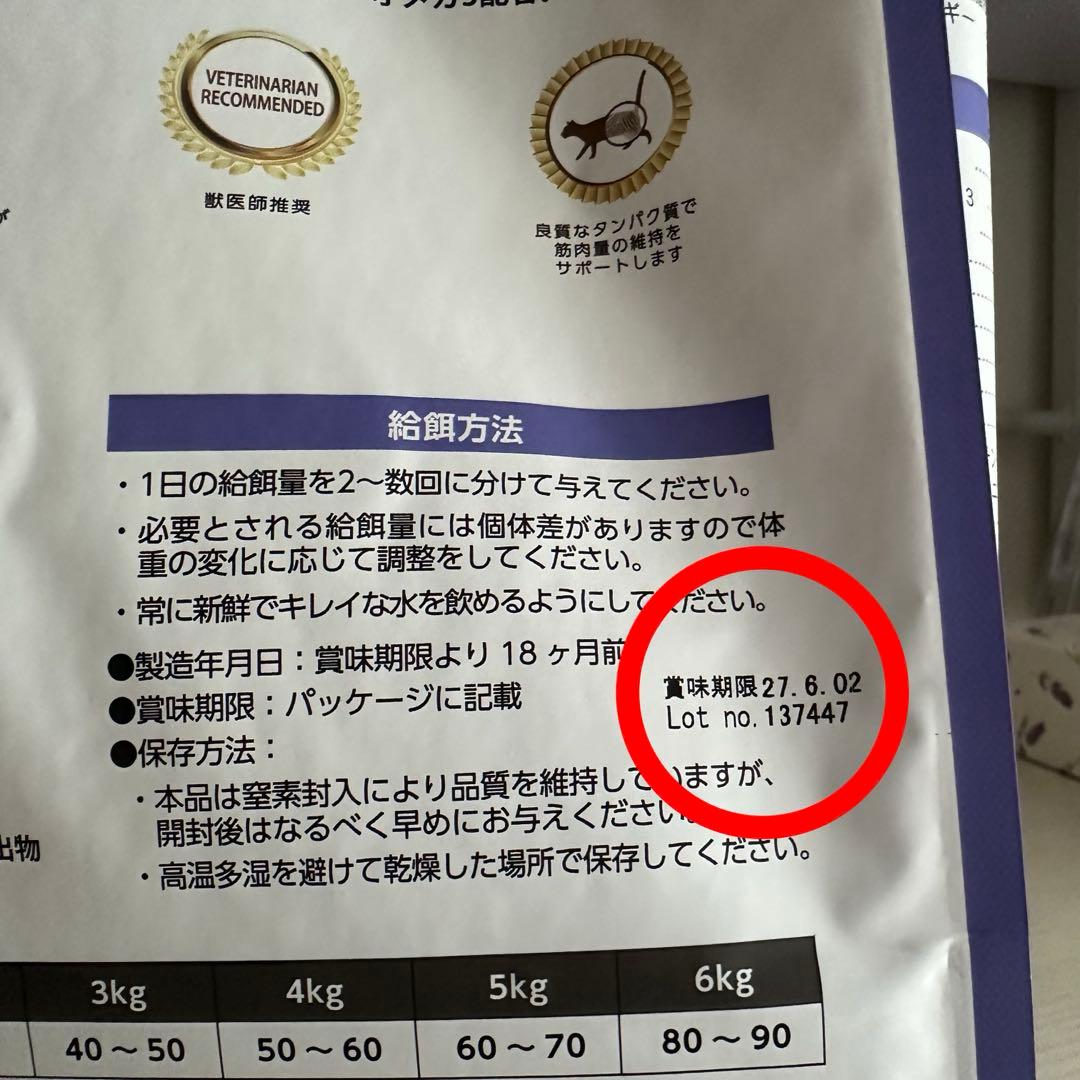 VETERINARIAN
RECOMMENDED
獣医師推奨
良質なタンパク質で
筋肉量の維持を
サポートします
3
給餌方法
・1日の給餌量を2〜数回に分けて与えてください。
・必要とされる給餌量には個体差がありますので体
重の変化に応じて調整をしてください。
・常に新鮮でキレイな水を飲めるようにしてください。
●製造年月日：賞味期限より 18 ヶ月前
●賞味期限：パッケージに記載
賞味期限27.6.02
Lot no.137447
●保存方法：
・本品は窒素封入により品質を維持していますが、
開封後はなるべく早めにお与えください。
・高温多湿を避けて乾燥した場所で保存してください。
出物
3kg 4kg 5kg 6kg
40〜50 50〜60 60〜70 80〜90